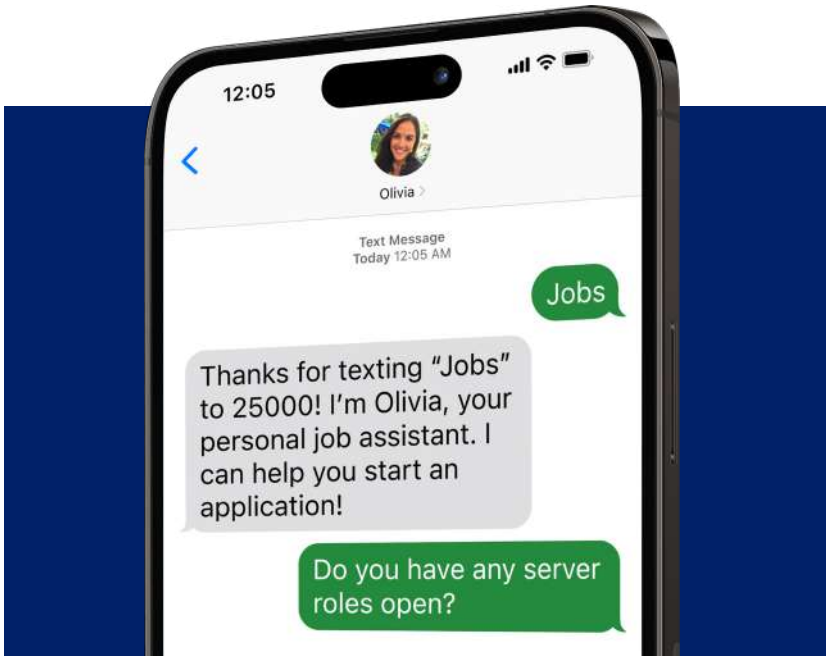 12:05
Olivia
Text Message
Today 12:05 AM
Jobs
Thanks for texting “Jobs”
to 25000! I’m Olivia, your
personal job assistant. I
can help you start an
application!
Do you have any server
roles open?